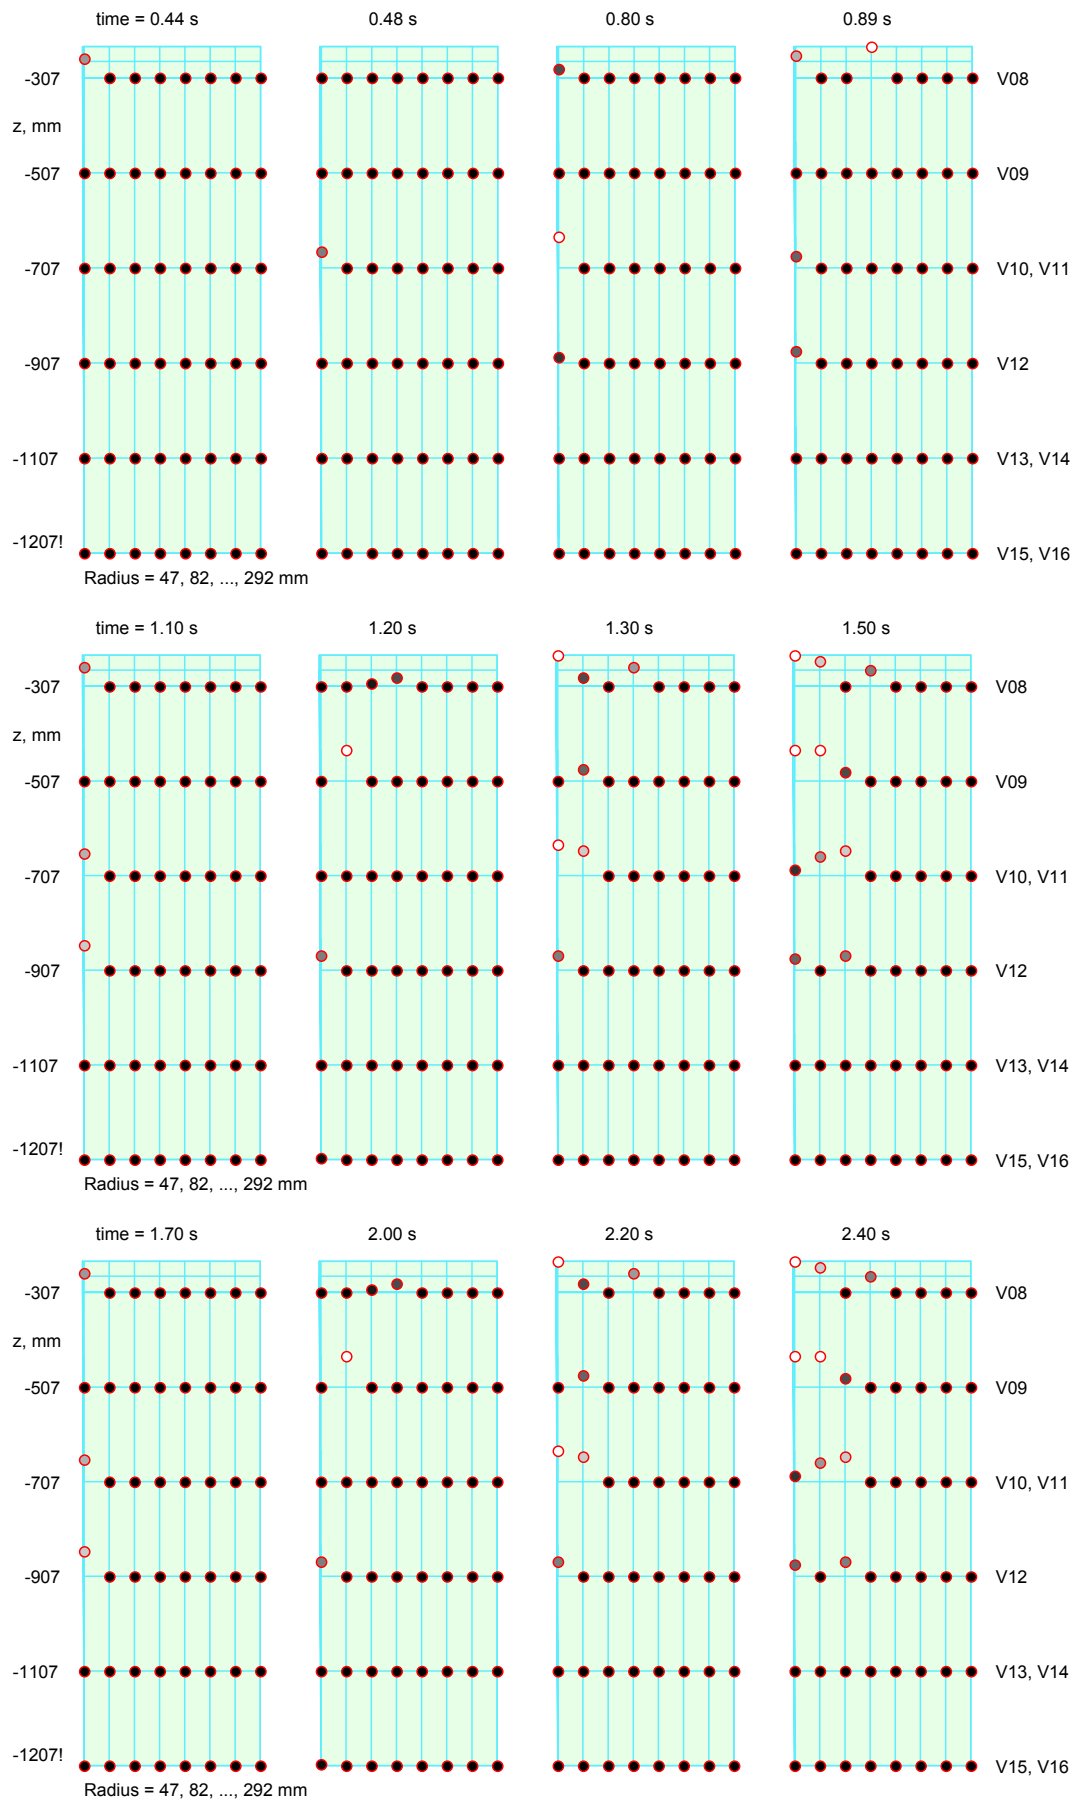 time = 0.44 s 0.48 s 0.80 s 0.89 s
-307 V08
z, mm
-507 V09
-707 V10, V11
-907 V12
-1107 V13, V14
-1207! V15, V16
Radius = 47, 82, ..., 292 mm
time = 1.10 s 1.20 s 1.30 s 1.50 s
-307 V08
z, mm
-507 V09
-707 V10, V11
-907 V12
-1107 V13, V14
-1207! V15, V16
Radius = 47, 82, ..., 292 mm
time = 1.70 s 2.00 s 2.20 s 2.40 s
-307 V08
z, mm
-507 V09
-707 V10, V11
-907 V12
-1107 V13, V14
-1207! V15, V16
Radius = 47, 82, ..., 292 mm